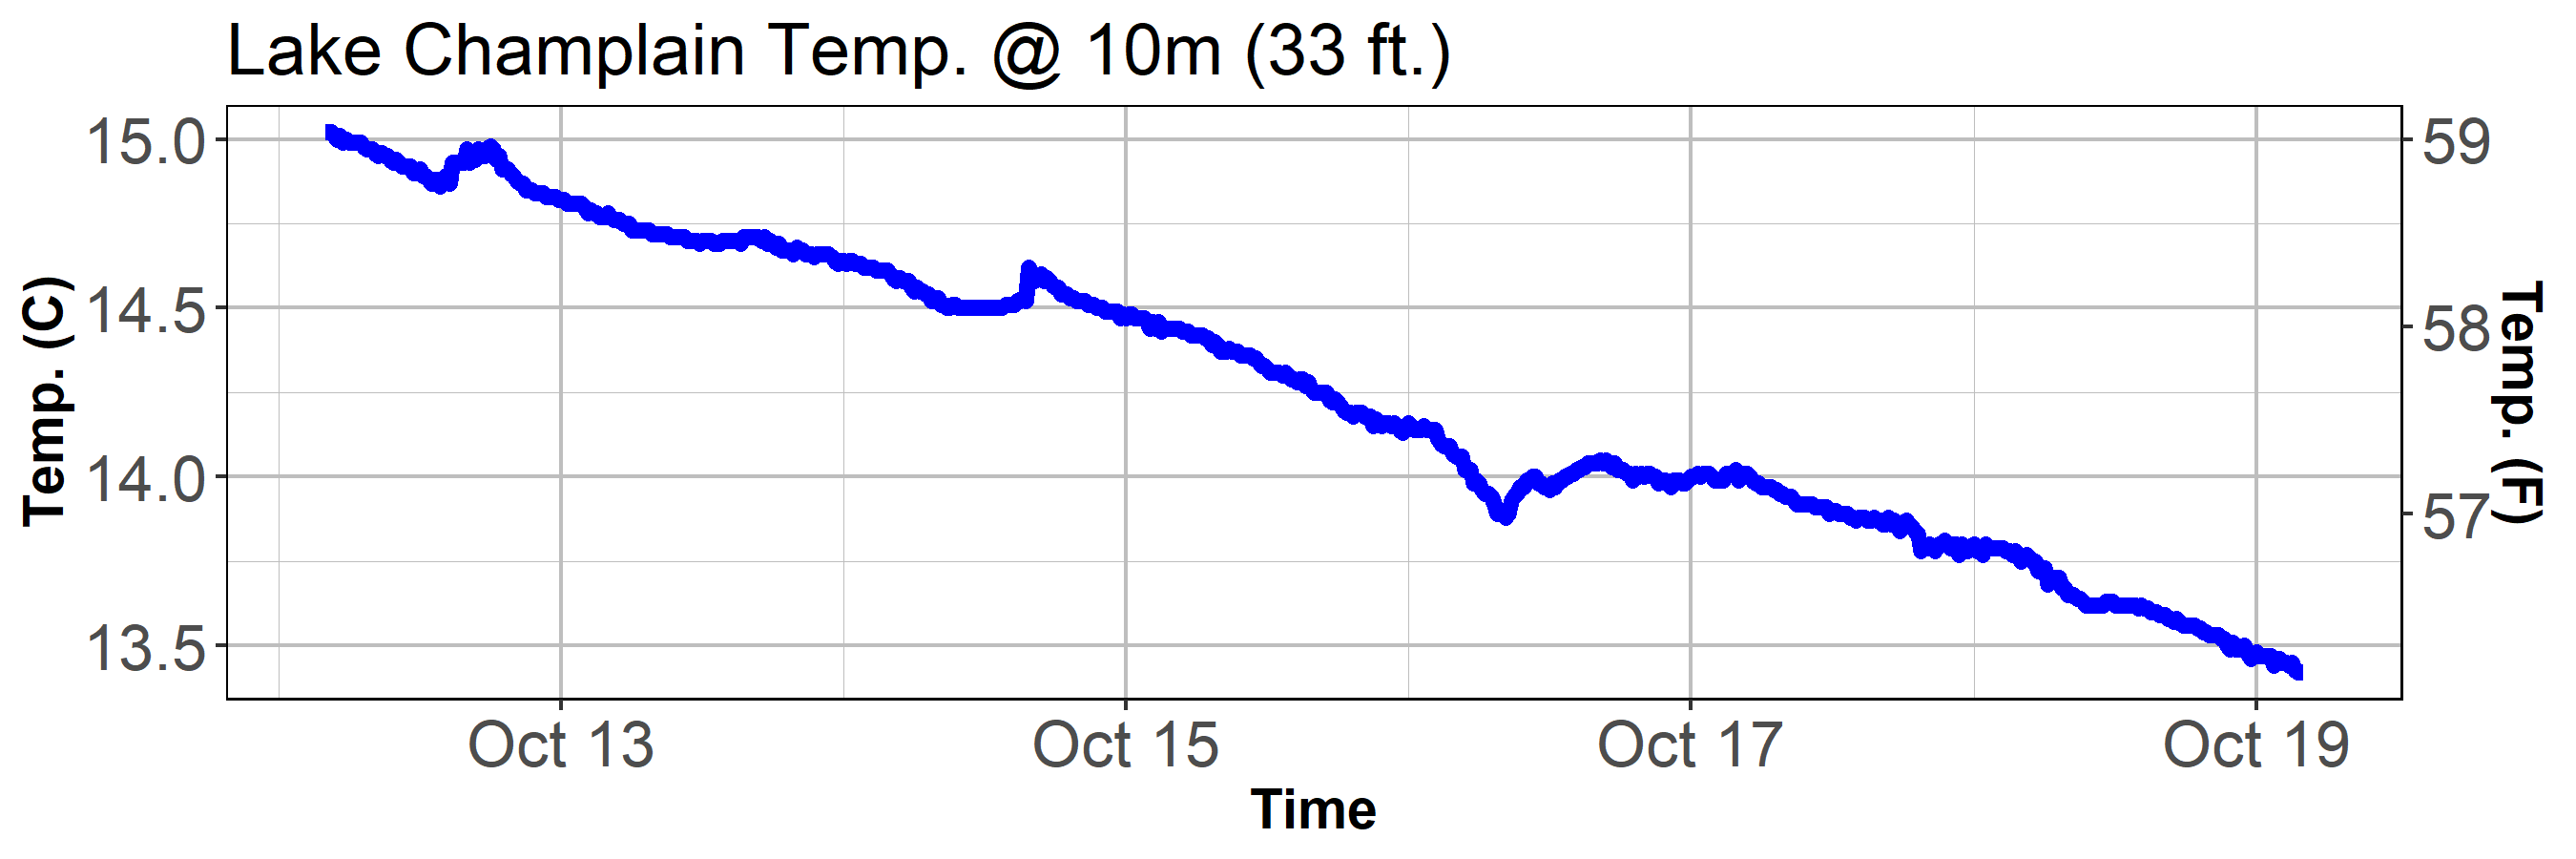 Lake Champlain Temp. @ 10m (33 ft.)
15.0
14.5
14.0
13.5
Temp. (C)
59
58
57
Temp. (F)
Oct 13
Oct 15
Oct 17
Oct 19
Time